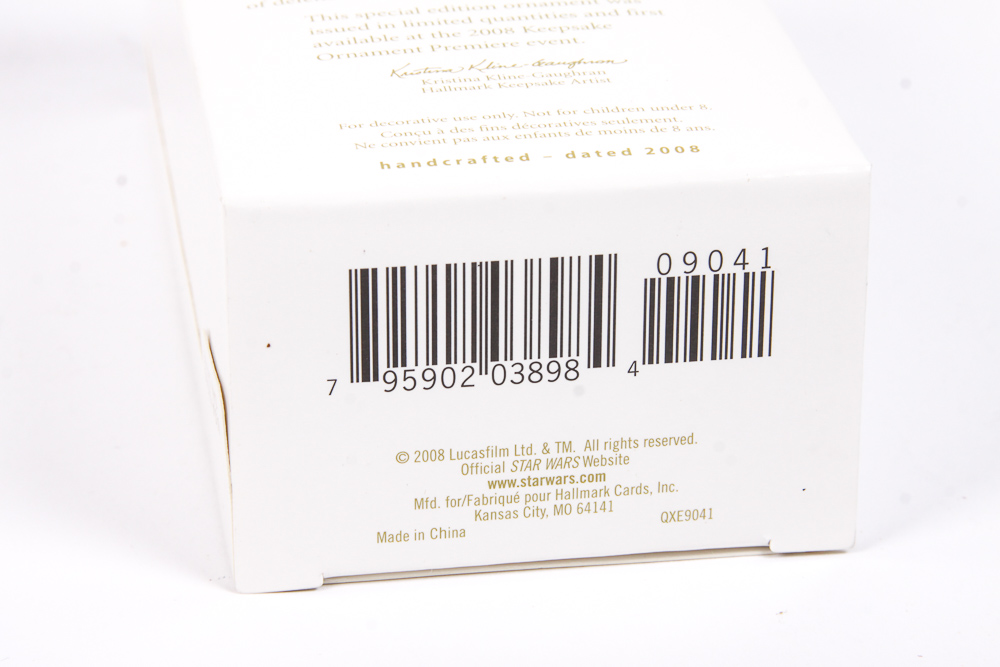 This special edition ornament was
issued in limited quantities and first
available at the 2008 Keepsake
Ornament Premiere event.
Kristina Kline-Gaughran
Kristina Kline-Gaughran
Hallmark Keepsake Artist
For decorative use only. Not for children under 8.
Conçu à des fins décoratives seulement.
Ne convient pas aux enfants de moins de 8 ans.
handcrafted – dated 2008
09041
7 95902 03898 4
© 2008 Lucasfilm Ltd. & TM. All rights reserved.
Official STAR WARS Website
www.starwars.com
Mfd. for/Fabriqué pour Hallmark Cards, Inc.
Kansas City, MO 64141
Made in China
QXE9041